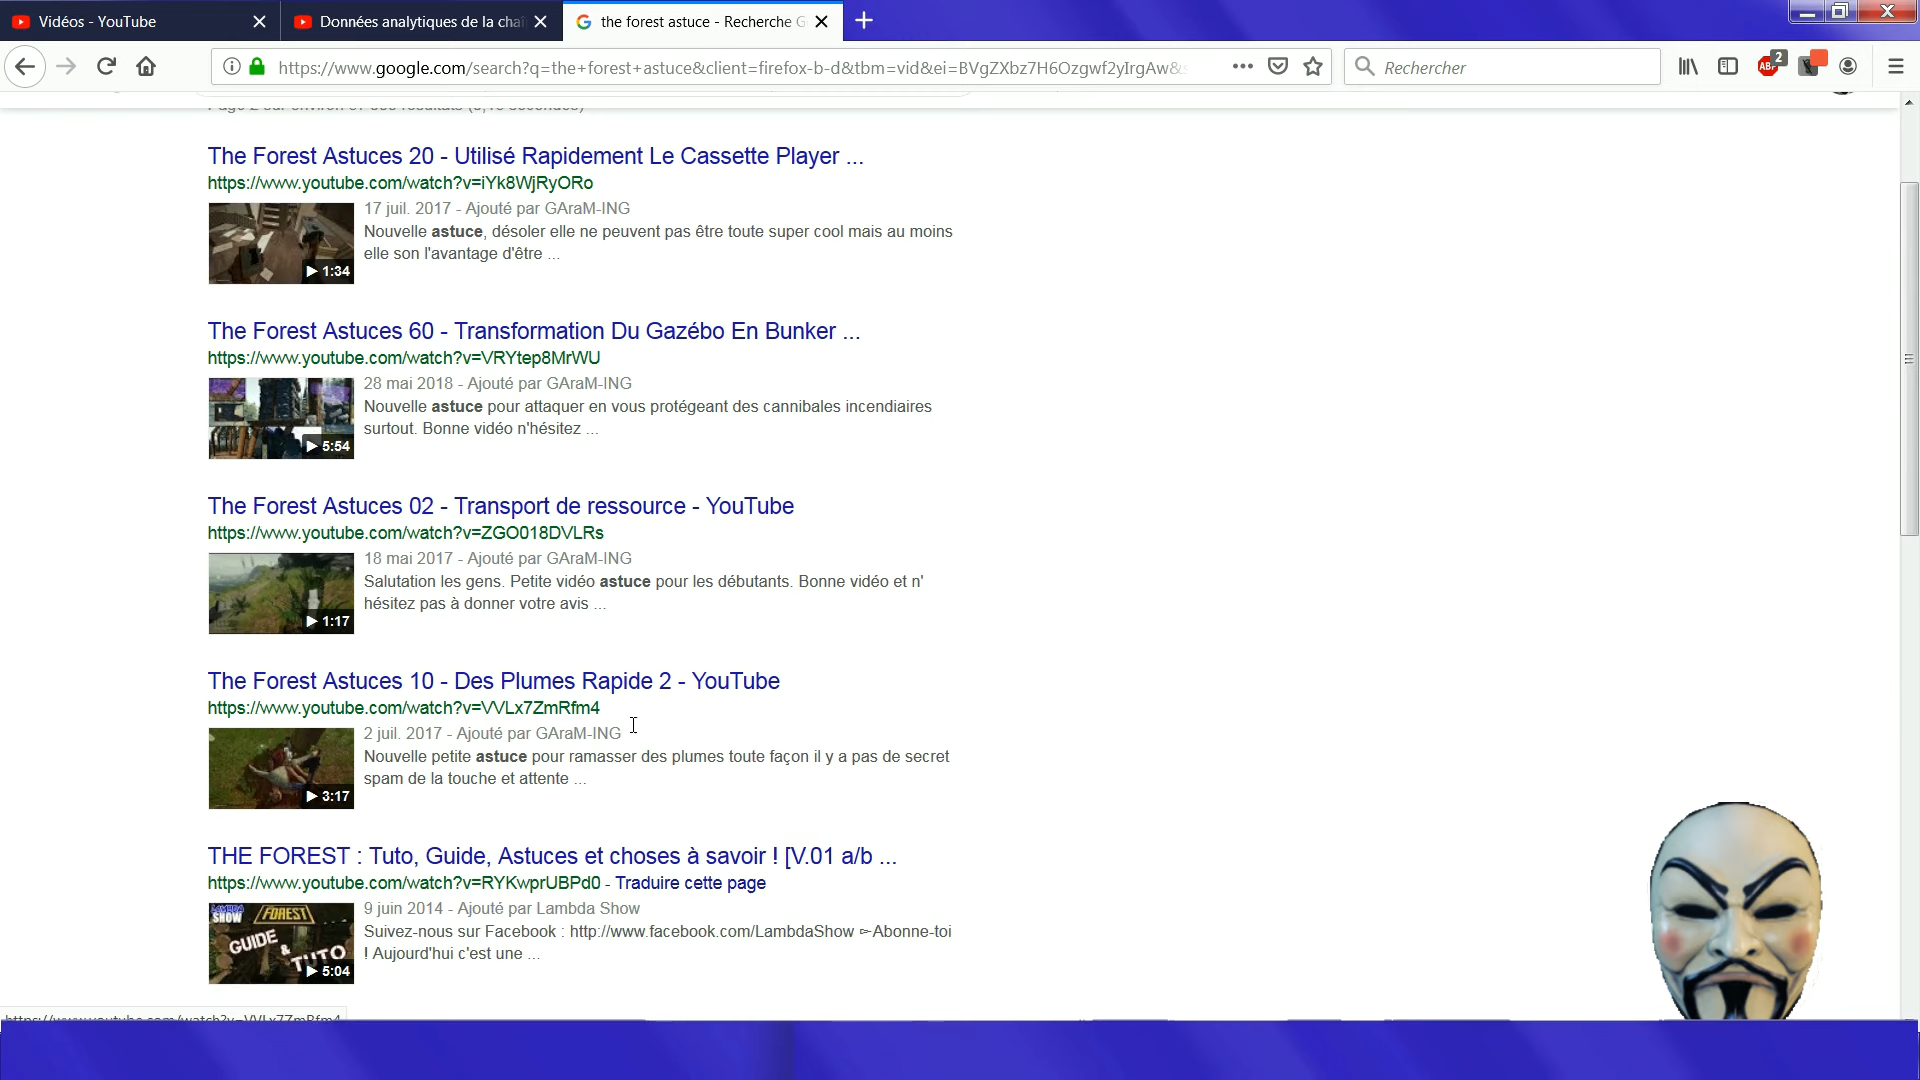 Vidéos - YouTube
Données analytiques de la chaî
the forest astuce - Recherche G
https://www.google.com/search?q=the+forest+astuce&client=firefox-b-d&tbm=vid&ei=BVgZXbz7H6Ozgwf2yIrgAw&s
Rechercher
ABP
2
The Forest Astuces 20 - Utilisé Rapidement Le Cassette Player ...
https://www.youtube.com/watch?v=iYk8WjRyORo
17 juil. 2017 - Ajouté par GAraM-ING
Nouvelle astuce, désoler elle ne peuvent pas être toute super cool mais au moins
elle son l'avantage d'être ...
1:34
The Forest Astuces 60 - Transformation Du Gazébo En Bunker ...
https://www.youtube.com/watch?v=VRYtep8MrWU
28 mai 2018 - Ajouté par GAraM-ING
Nouvelle astuce pour attaquer en vous protégeant des cannibales incendiaires
surtout. Bonne vidéo n'hésitez ...
5:54
The Forest Astuces 02 - Transport de ressource - YouTube
https://www.youtube.com/watch?v=ZGO018DVLRs
18 mai 2017 - Ajouté par GAraM-ING
Salutation les gens. Petite vidéo astuce pour les débutants. Bonne vidéo et n'
hésitez pas à donner votre avis ...
1:17
The Forest Astuces 10 - Des Plumes Rapide 2 - YouTube
https://www.youtube.com/watch?v=VVLx7ZmRfm4
2 juil. 2017 - Ajouté par GAraM-ING
Nouvelle petite astuce pour ramasser des plumes toute façon il y a pas de secret
spam de la touche et attente ...
3:17
THE FOREST : Tuto, Guide, Astuces et choses à savoir ! [V.01 a/b ...
https://www.youtube.com/watch?v=RYKwprUBPd0 - Traduire cette page
9 juin 2014 - Ajouté par Lambda Show
Suivez-nous sur Facebook : http://www.facebook.com/LambdaShow ⊳Abonne-toi
! Aujourd'hui c'est une ...
LAMBDA SHOW
FOREST
GUIDE & TUTO
5:04
https://www.youtube.com/watch?v=VVLx7ZmRfm4